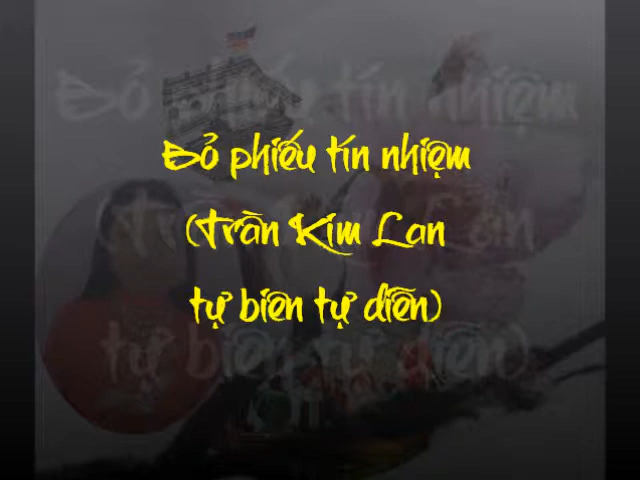 Bỏ phiếu tín nhiệm
(Trần Kim Lan
tự biên tự diễn)